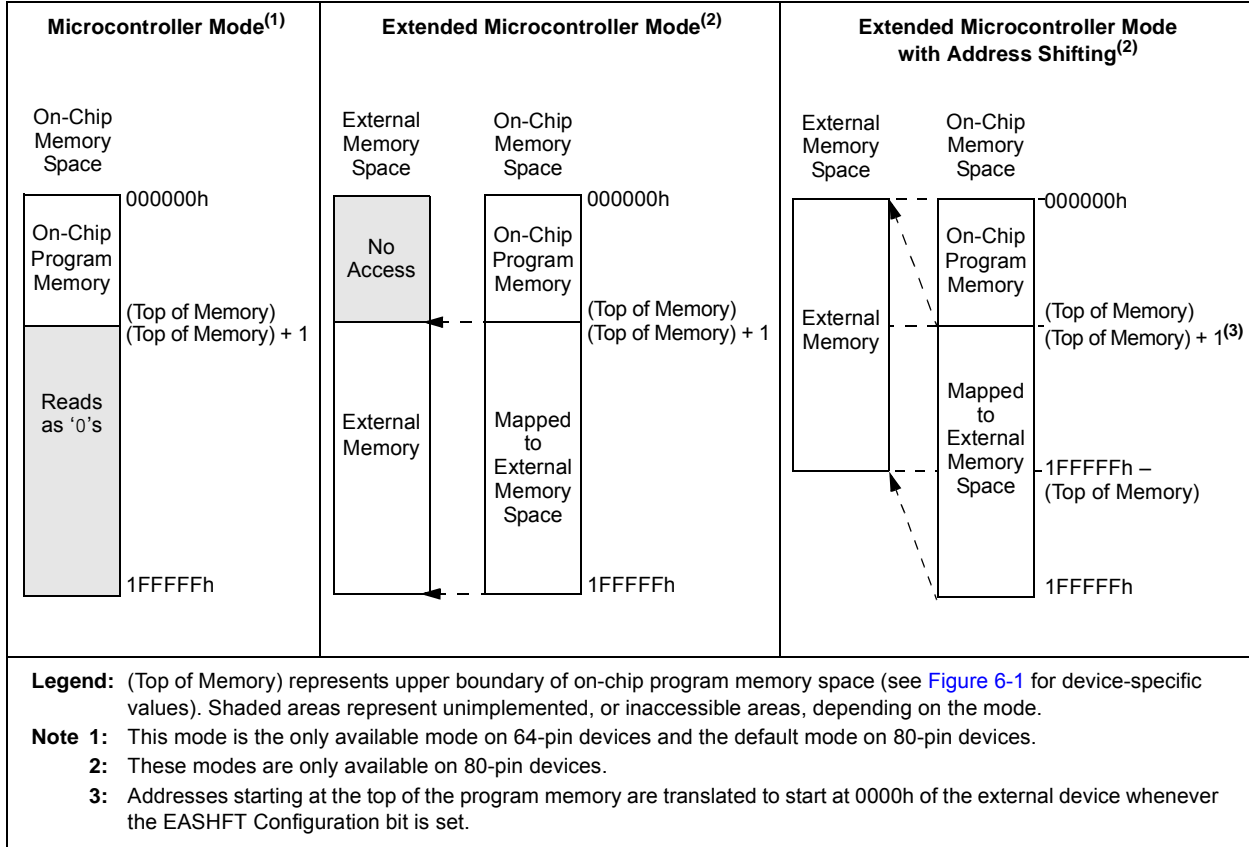 Microcontroller Mode(1)
On-Chip
Memory
Space
000000h
On-Chip
Program
Memory
(Top of Memory)
(Top of Memory) + 1
Reads
as ‘0’s
1FFFFFh
Extended Microcontroller Mode(2)
External
Memory
Space
On-Chip
Memory
Space
000000h
No
Access
On-Chip
Program
Memory
(Top of Memory)
(Top of Memory) + 1
External
Memory
Mapped
to
External
Memory
Space
1FFFFFh
Extended Microcontroller Mode
with Address Shifting(2)
External
Memory
Space
On-Chip
Memory
Space
000000h
On-Chip
Program
Memory
External
Memory
(Top of Memory)
(Top of Memory) + 1(3)
Mapped
to
External
Memory
Space
1FFFFFh –
(Top of Memory)
1FFFFFh
Legend: (Top of Memory) represents upper boundary of on-chip program memory space (see Figure 6-1 for device-specific
values). Shaded areas represent unimplemented, or inaccessible areas, depending on the mode.
Note 1: This mode is the only available mode on 64-pin devices and the default mode on 80-pin devices.
2: These modes are only available on 80-pin devices.
3: Addresses starting at the top of the program memory are translated to start at 0000h of the external device whenever
the EASHFT Configuration bit is set.